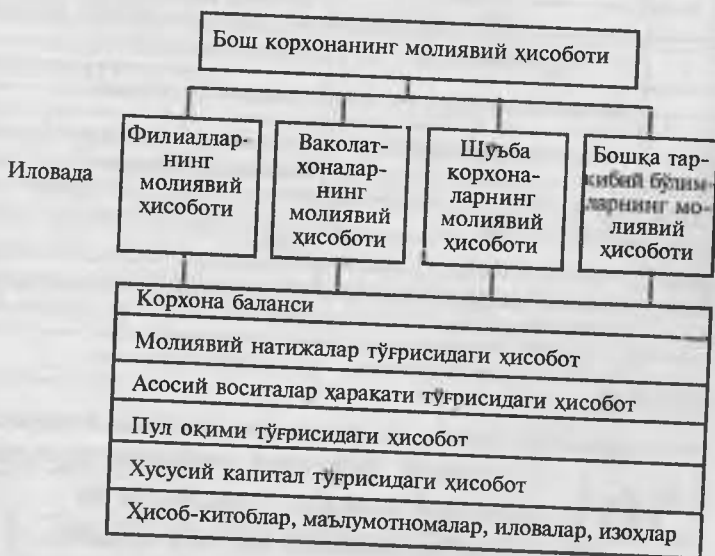 Бош корхонанинг молиявий ҳисоботи
Иловада
Филиаллар-
нинг
молиявий
ҳисоботи
Ваколат-
хоналар-
нинг
молиявий
ҳисоботи
Шуъба
корхона-
ларнинг
молиявий
ҳисоботи
Бошқа тар-
кибий бўлим-
ларнинг мо-
лиявий
ҳисоботи
Корхона баланси
Молиявий натижалар тўғрисидаги ҳисобот
Асосий воситалар ҳаракати тўғрисидаги ҳисобот
Пул оқими тўғрисидаги ҳисобот
Хусусий капитал тўғрисидаги ҳисобот
Ҳисоб-китоблар, маълумотномалар, иловалар, изоҳлар